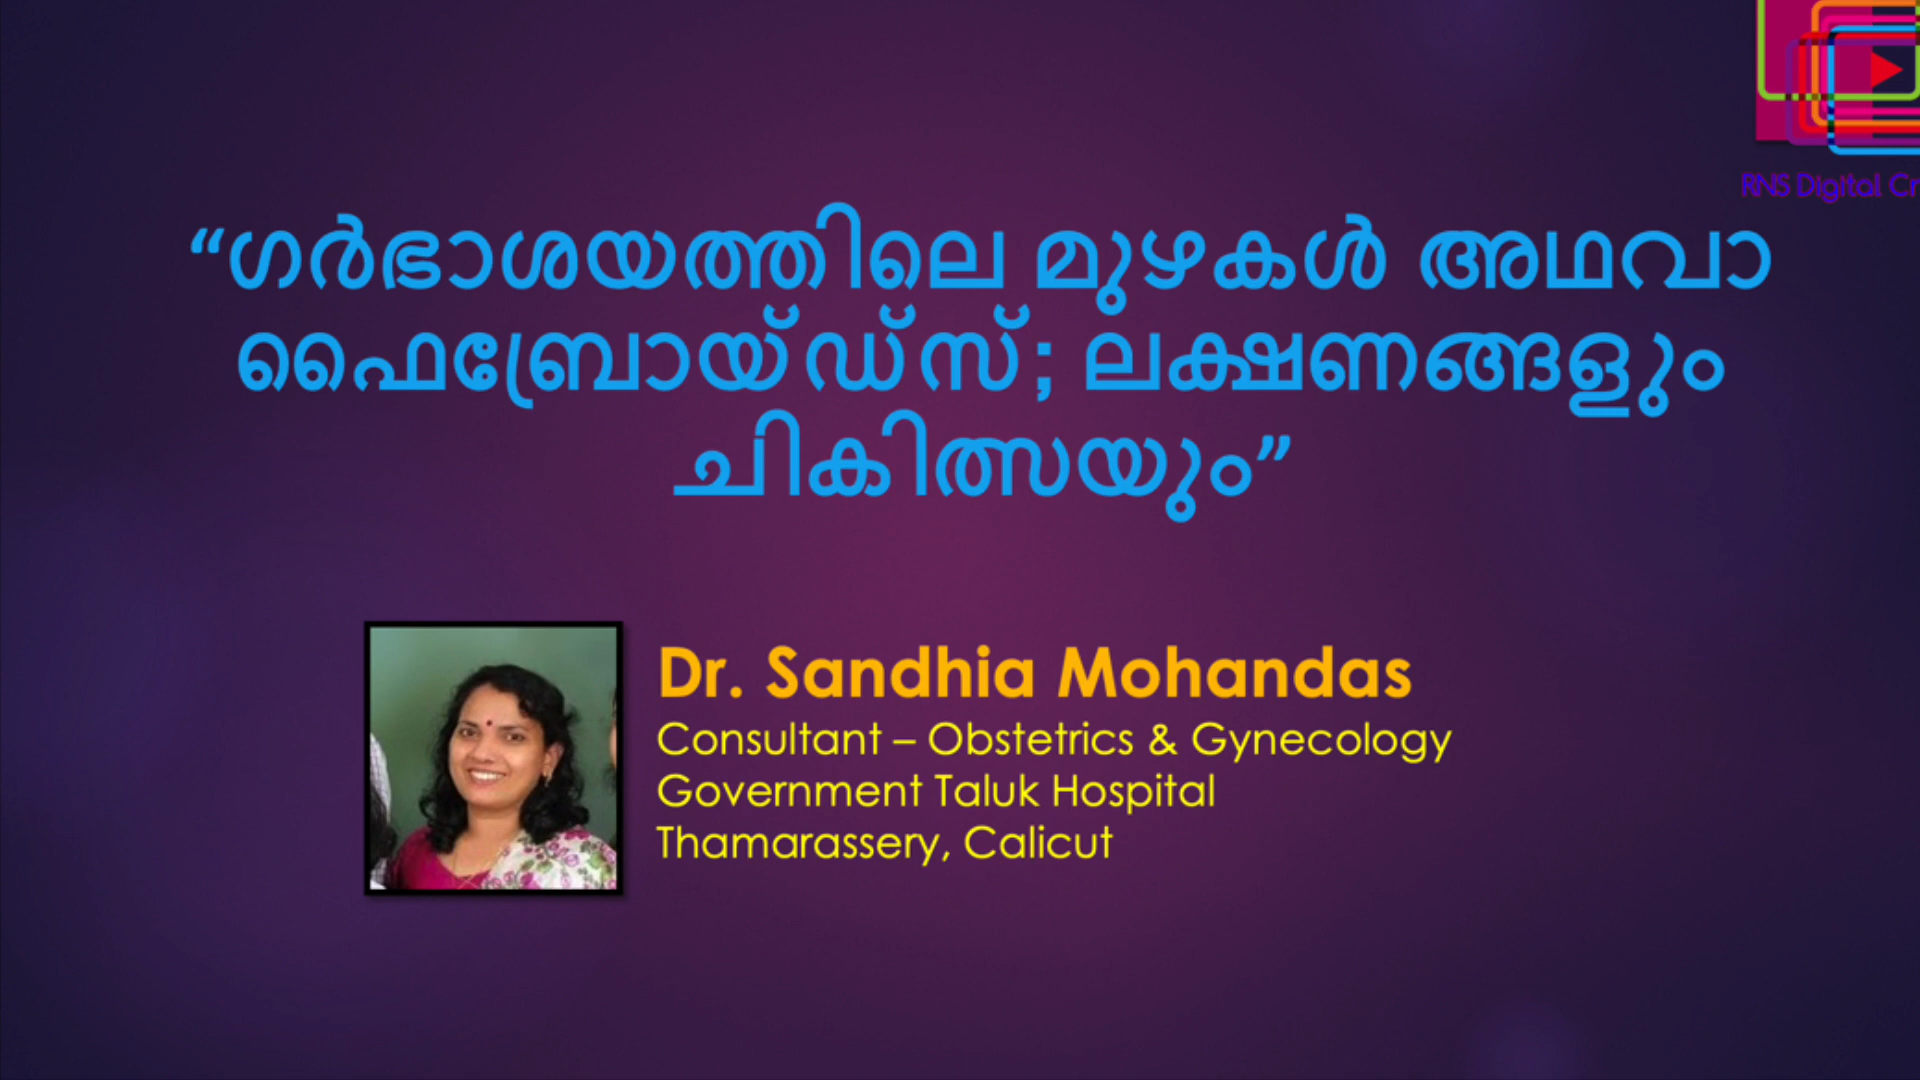 RNS Digital
“ഗർഭാശയത്തിലെ മുഴകൾ അഥവാ
ഫൈബ്രോയ്ഡ്സ്; ലക്ഷണങ്ങളും
ചികിത്സയും”
Dr. Sandhia Mohandas
Consultant – Obstetrics & Gynecology
Government Taluk Hospital
Thamarassery, Calicut